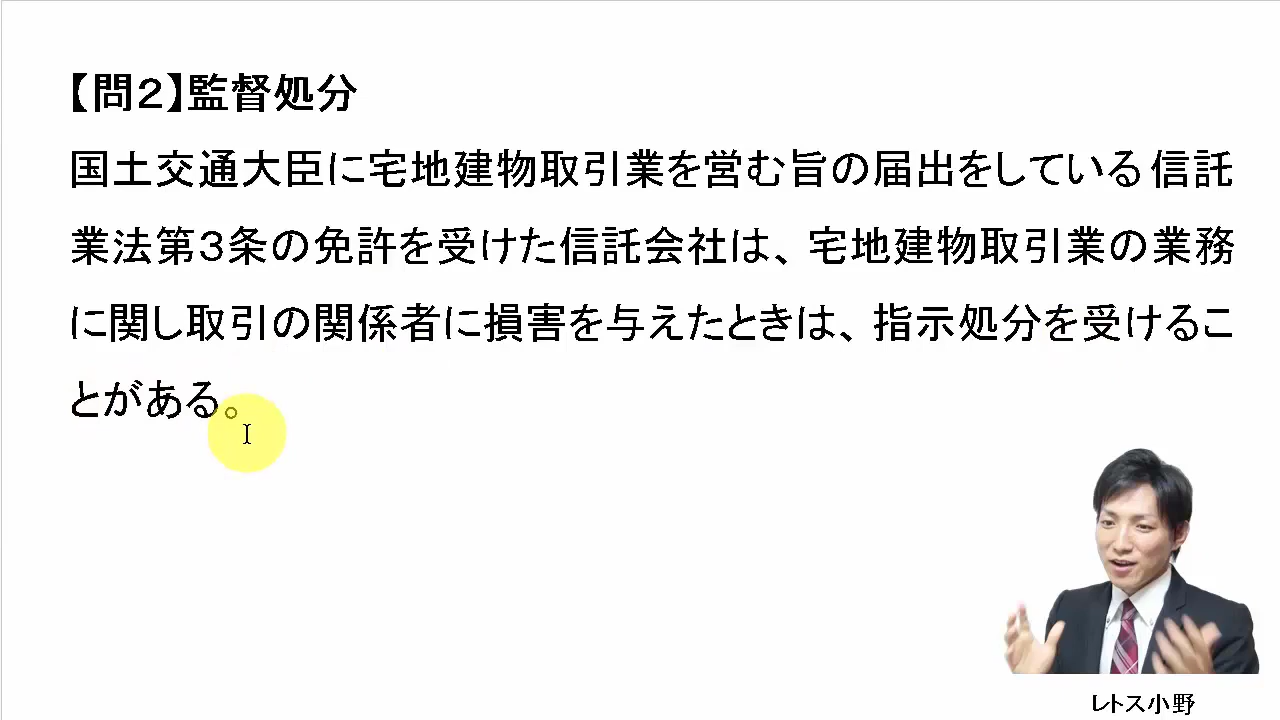 【問２】監督処分
国土交通大臣に宅地建物取引業を営む旨の届出をしている信託
業法第３条の免許を受けた信託会社は、宅地建物取引業の業務
に関し取引の関係者に損害を与えたときは、指示処分を受けるこ
とがある。
レトス小野